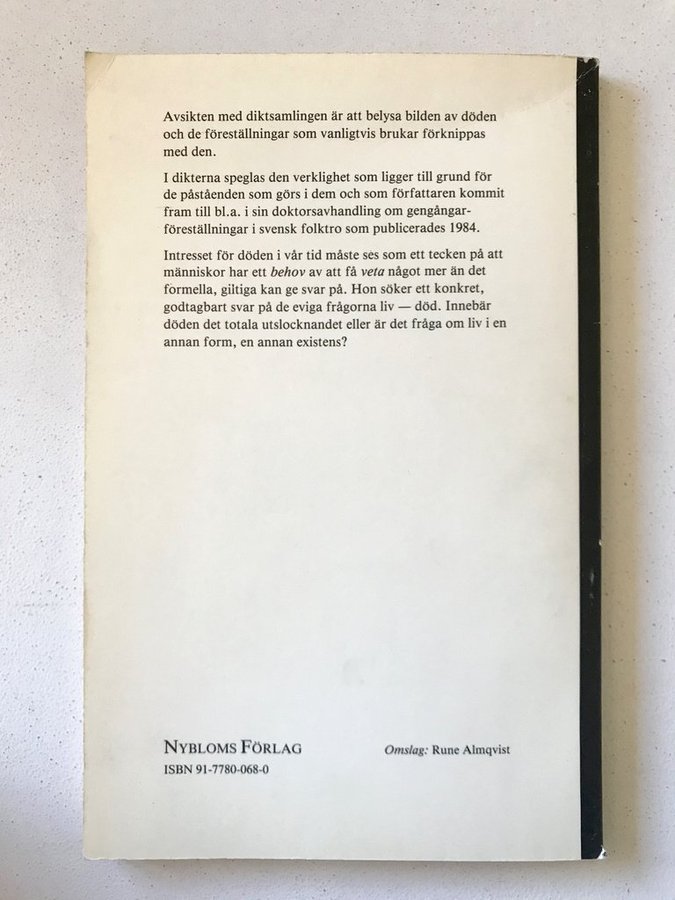 Avsikten med diktsamlingen är att belysa bilden av döden
och de föreställningar som vanligtvis brukar förknippas
med den.
I dikterna speglas den verklighet som ligger till grund för
de påståenden som görs i dem och som författaren kommit
fram till bl.a. i sin doktorsavhandling om gengångar-
föreställningar i svensk folktro som publicerades 1984.
Intresset för döden i vår tid måste ses som ett tecken på att
människor har ett behov av att få veta något mer än det
formella, giltiga kan ge svar på. Hon söker ett konkret,
godtagbart svar på de eviga frågorna liv — död. Innebär
döden det totala utslocknandet eller är det fråga om liv i en
annan form, en annan existens?
NYBLOMS FÖRLAG
Omslag: Rune Almqvist
ISBN 91-7780-068-0